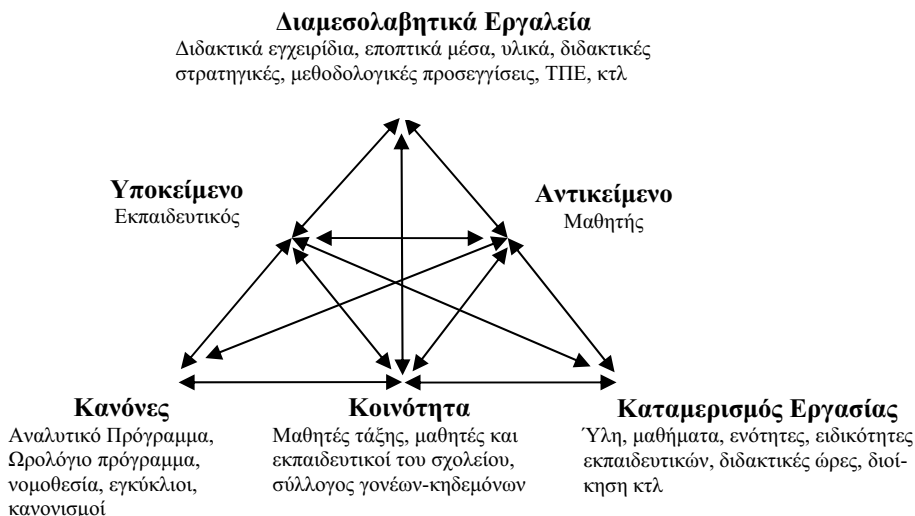 Διαμεσολαβητικά Εργαλεία
Διδακτικά εγχειρίδια, εποπτικά μέσα, υλικά, διδακτικές
στρατηγικές, μεθοδολογικές προσεγγίσεις, ΤΠΕ, κτλ
Υποκείμενο
Εκπαιδευτικός
Αντικείμενο
Μαθητής
Κανόνες
Αναλυτικό Πρόγραμμα,
Ωρολόγιο πρόγραμμα,
νομοθεσία, εγκύκλιοι,
κανονισμοί
Κοινότητα
Μαθητές τάξης, μαθητές και
εκπαιδευτικοί του σχολείου,
σύλλογος γονέων-κηδεμόνων
Καταμερισμός Εργασίας
Ύλη, μαθήματα, ενότητες, ειδικότητες
εκπαιδευτικών, διδακτικές ώρες, διοί-
κηση κτλ